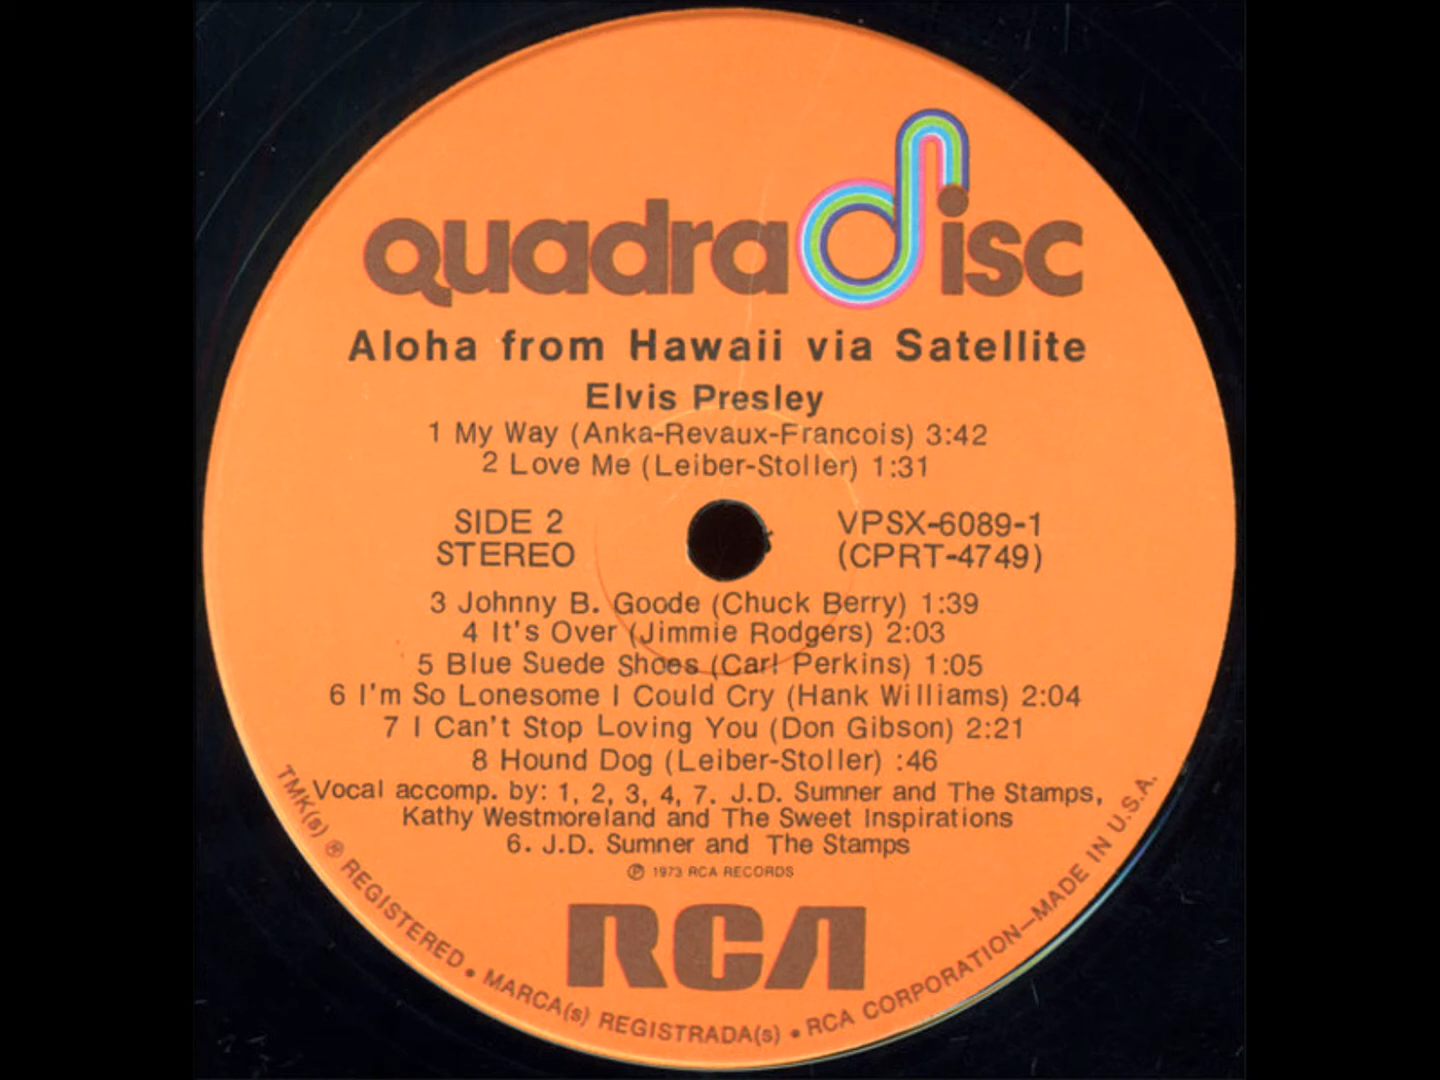 quadradisc
Aloha from Hawaii via Satellite
Elvis Presley
1 My Way (Anka-Revaux-Francois) 3:42
2 Love Me (Leiber-Stoller) 1:31
SIDE 2
STEREO
VPSX-6089-1
(CPRT-4749)
3 Johnny B. Goode (Chuck Berry) 1:39
4 It's Over (Jimmie Rodgers) 2:03
5 Blue Suede Shoes (Carl Perkins) 1:05
6 I'm So Lonesome I Could Cry (Hank Williams) 2:04
7 I Can't Stop Loving You (Don Gibson) 2:21
8 Hound Dog (Leiber-Stoller) :46
Vocal accomp. by: 1, 2, 3, 4, 7. J.D. Sumner and The Stamps,
Kathy Westmoreland and The Sweet Inspirations
6. J.D. Sumner and The Stamps
℗ 1973 RCA RECORDS
RCA
TMK(s) ® REGISTERED • MARCA(s) REGISTRADA(s) • RCA CORPORATION—MADE IN U.S.A.